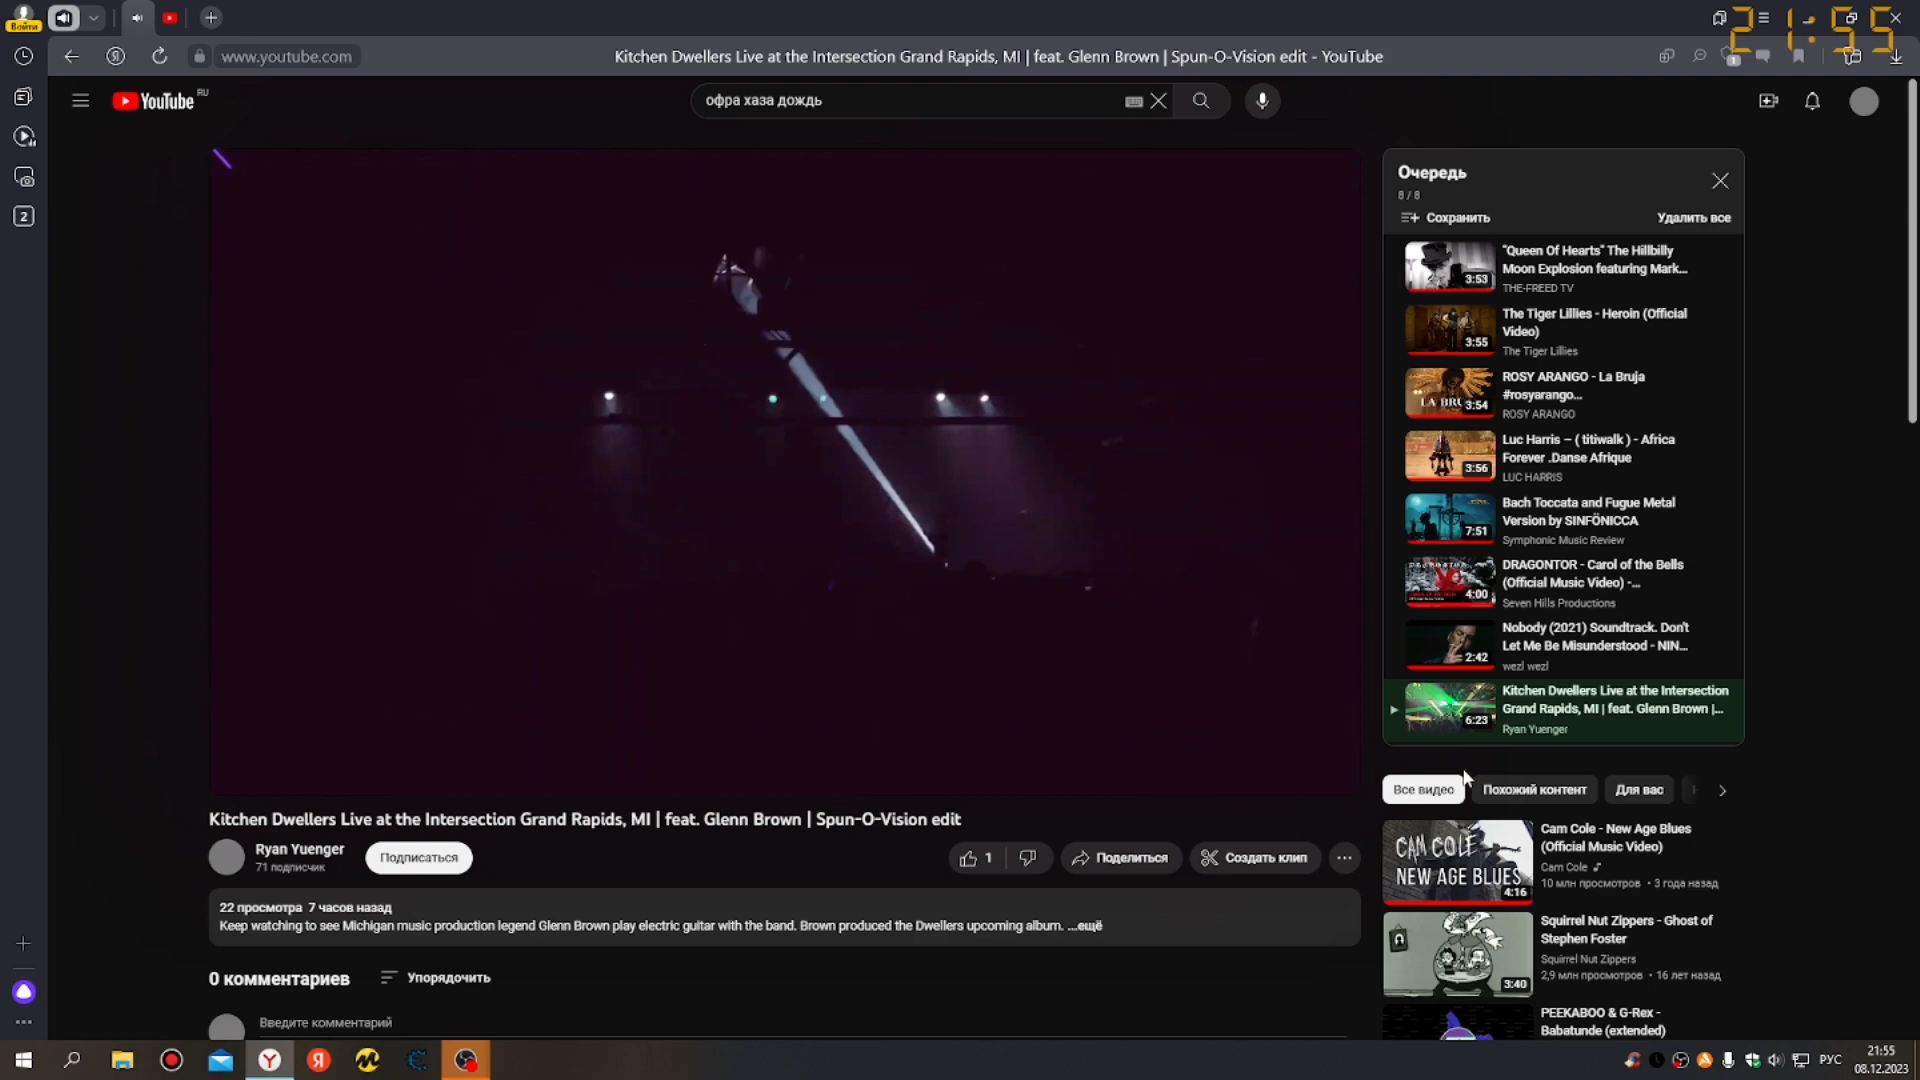 Войти
21:55
www.youtube.com
Kitchen Dwellers Live at the Intersection Grand Rapids, MI | feat. Glenn Brown | Spun-O-Vision edit - YouTube
1
2
YouTube
RU
офра хаза дождь
Очередь
8 / 8
Сохранить
Удалить все
"Queen Of Hearts" The Hillbilly
Moon Explosion featuring Mark...
THE-FREED TV
3:53
The Tiger Lillies - Heroin (Official
Video)
The Tiger Lillies
3:55
ROSY ARANGO - La Bruja
#rosyarango...
ROSY ARANGO
3:54
Luc Harris – ( titiwalk ) - Africa
Forever .Danse Afrique
LUC HARRIS
3:56
Bach Toccata and Fugue Metal
Version by SINFÖNICCA
Symphonic Music Review
7:51
DRAGONTOR - Carol of the Bells
(Official Music Video) -...
Seven Hills Productions
4:00
Nobody (2021) Soundtrack. Don't
Let Me Be Misunderstood - NIN...
wezl wezl
2:42
Kitchen Dwellers Live at the Intersection
Grand Rapids, MI | feat. Glenn Brown |...
Ryan Yuenger
6:23
Все видео
Похожий контент
Для вас
Kitchen Dwellers Live at the Intersection Grand Rapids, MI | feat. Glenn Brown | Spun-O-Vision edit
Ryan Yuenger
71 подписчик
Подписаться
1
Поделиться
Создать клип
22 просмотра 7 часов назад
Keep watching to see Michigan music production legend Glenn Brown play electric guitar with the band. Brown produced the Dwellers upcoming album. ...ещё
0 комментариев
Упорядочить
Введите комментарий
CAM COLE
NEW AGE BLUES
4:16
Cam Cole - New Age Blues
(Official Music Video)
Cam Cole
10 млн просмотров • 3 года назад
3:40
Squirrel Nut Zippers - Ghost of
Stephen Foster
Squirrel Nut Zippers
2,9 млн просмотров • 16 лет назад
PEEKABOO & G-Rex -
Babatunde (extended)
РУС
21:55
08.12.2023